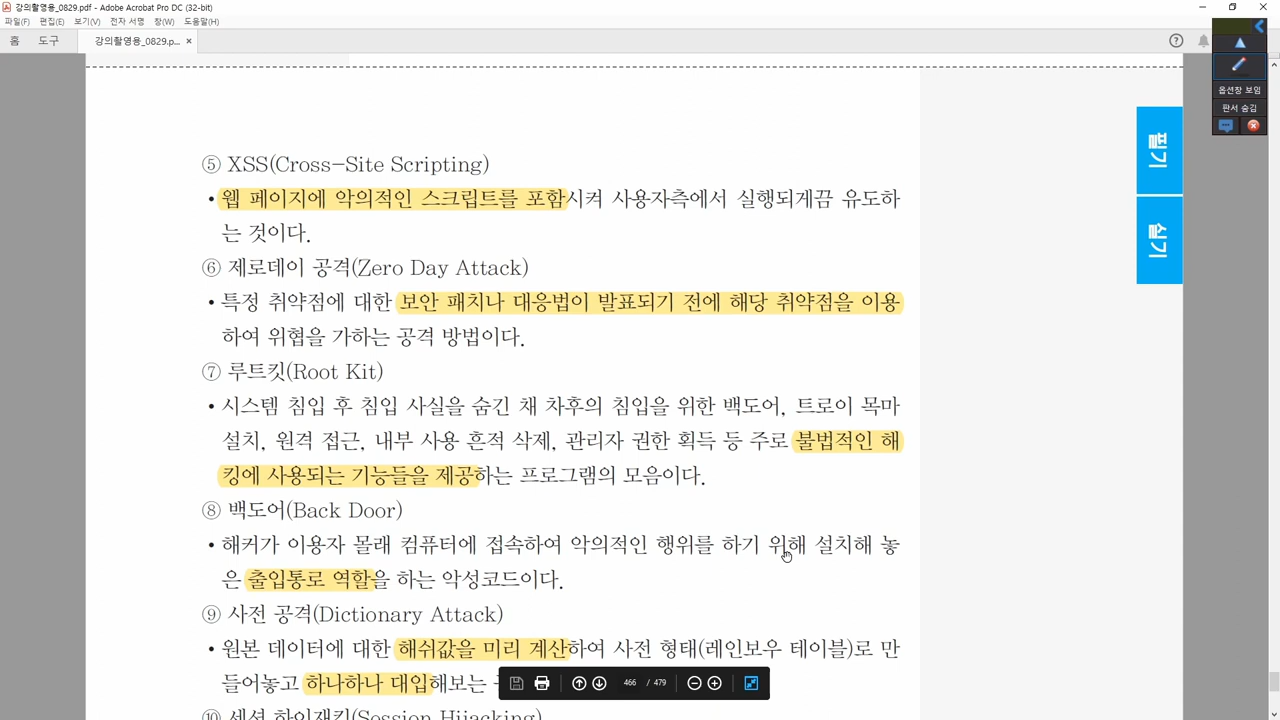 강의촬영용_0829.pdf - Adobe Acrobat Pro DC (32-bit)
파일(F) 편집(E) 보기(V) 전자 서명 창(W) 도움말(H)
홈 도구 강의촬영용_0829.p... ×
옵션창 보임
판서 숨김
필기
실기
⑤ XSS(Cross-Site Scripting)
• 웹 페이지에 악의적인 스크립트를 포함시켜 사용자측에서 실행되게끔 유도하
는 것이다.
⑥ 제로데이 공격(Zero Day Attack)
• 특정 취약점에 대한 보안 패치나 대응법이 발표되기 전에 해당 취약점을 이용
하여 위협을 가하는 공격 방법이다.
⑦ 루트킷(Root Kit)
• 시스템 침입 후 침입 사실을 숨긴 채 차후의 침입을 위한 백도어, 트로이 목마
설치, 원격 접근, 내부 사용 흔적 삭제, 관리자 권한 획득 등 주로 불법적인 해
킹에 사용되는 기능들을 제공하는 프로그램의 모음이다.
⑧ 백도어(Back Door)
• 해커가 이용자 몰래 컴퓨터에 접속하여 악의적인 행위를 하기 위해 설치해 놓
은 출입통로 역할을 하는 악성코드이다.
⑨ 사전 공격(Dictionary Attack)
• 원본 데이터에 대한 해쉬값을 미리 계산하여 사전 형태(레인보우 테이블)로 만
들어놓고 하나하나 대입해보는
466 / 479
⑩ 세션 하이재킹(Session Hijacking)